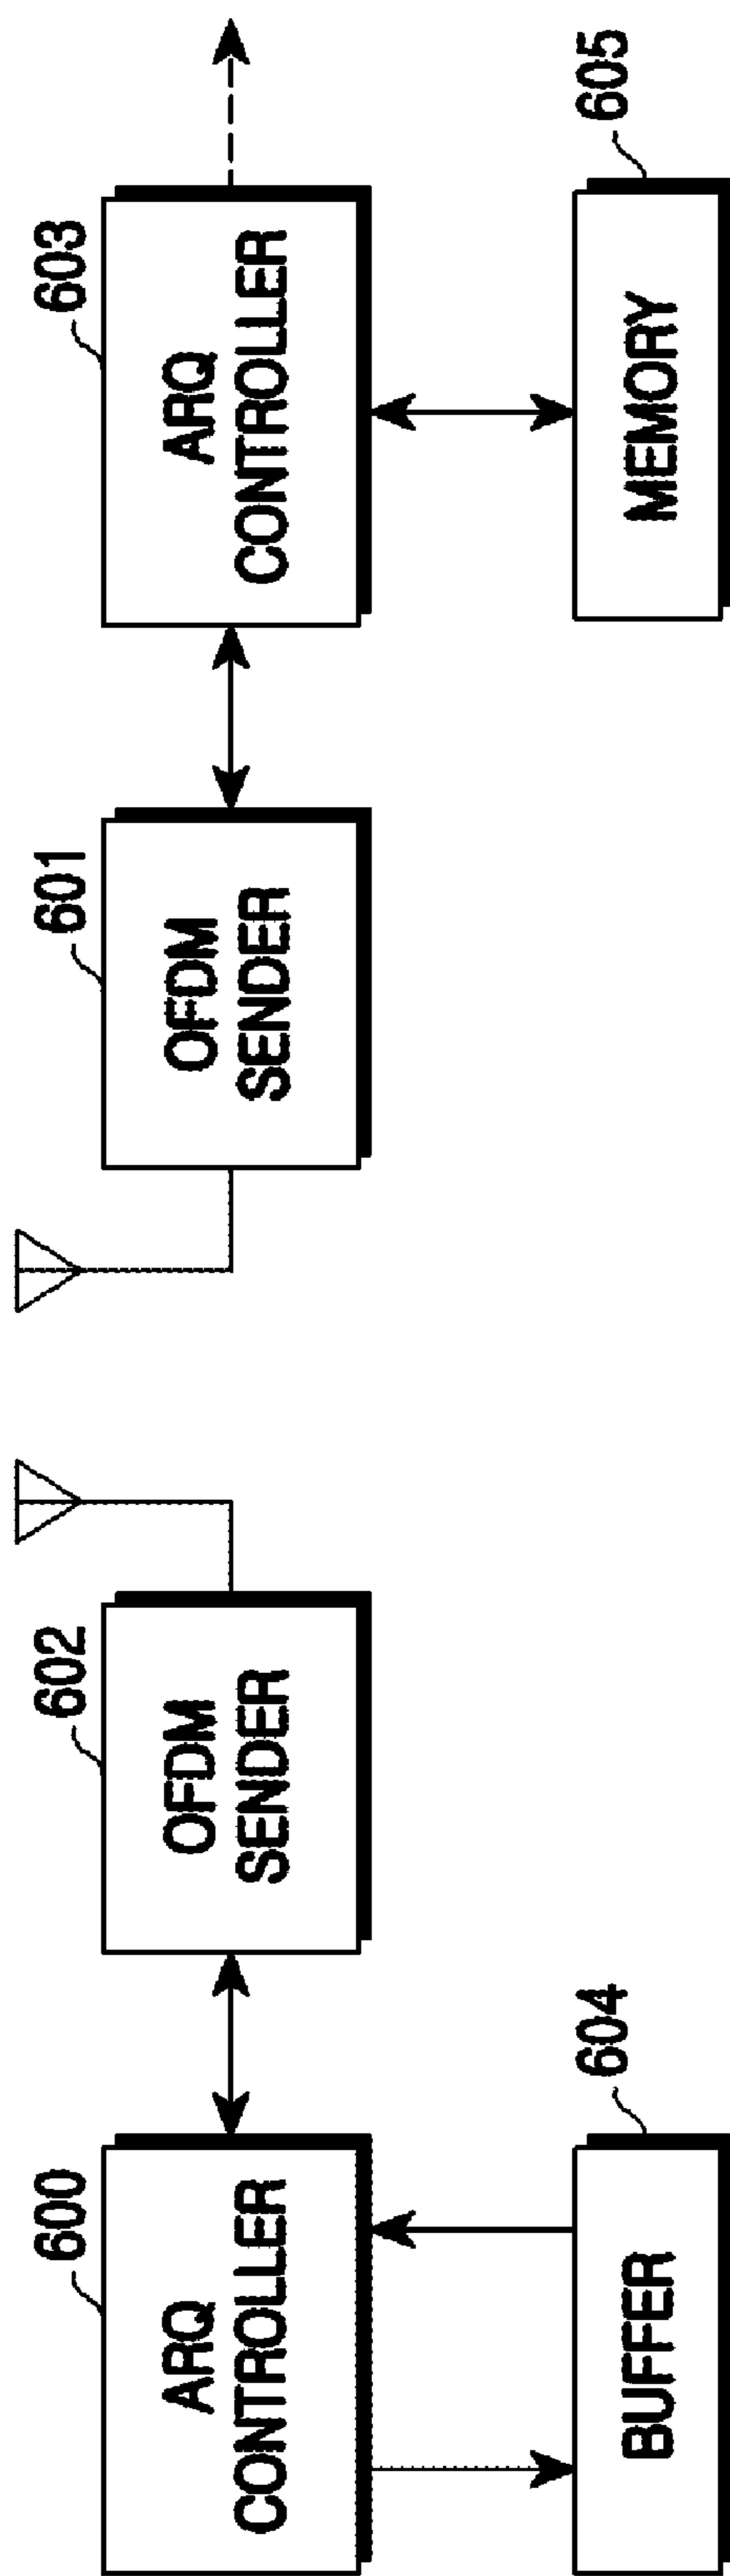 600
ARQ
CONTROLLER
602
OFDM
SENDER
601
OFDM
SENDER
603
ARQ
CONTROLLER
604
BUFFER
605
MEMORY